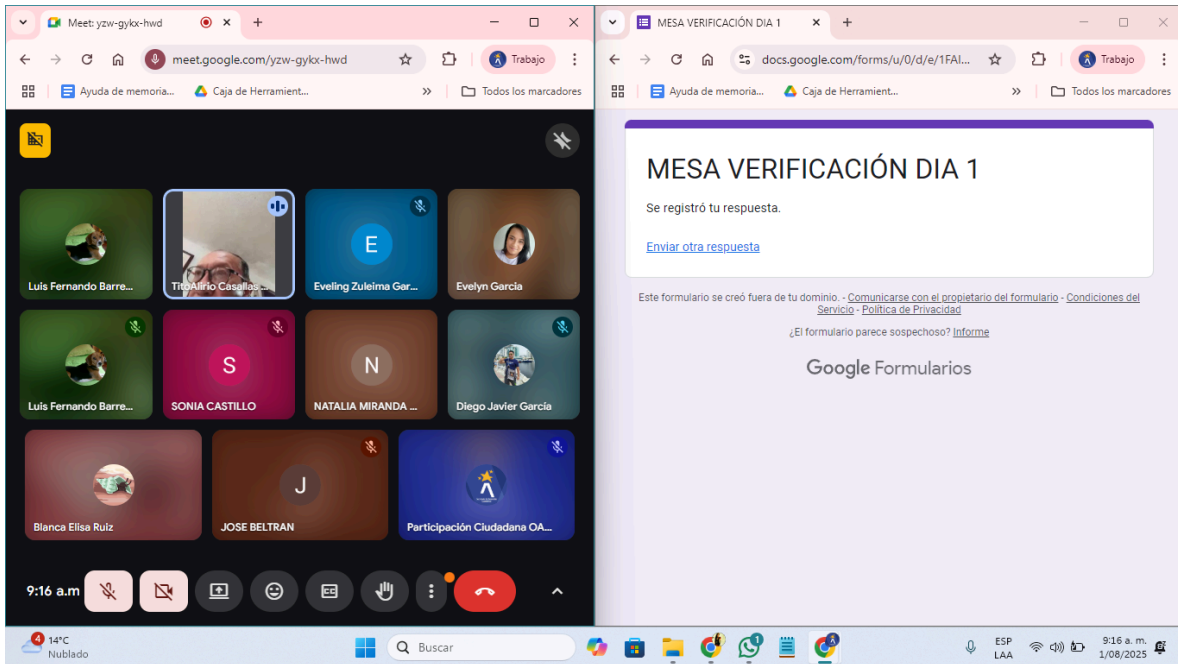 Meet: yzw-gykx-hwd
meet.google.com/yzw-gykx-hwd
Trabajo
Ayuda de memoria...
Caja de Herramient...
Todos los marcadores
Luis Fernando Barre...
TitoAlirio Casallas ...
E
Eveling Zuleima Gar...
Evelyn Garcia
Luis Fernando Barre...
S
SONIA CASTILLO
N
NATALIA MIRANDA ...
Diego Javier García
Blanca Elisa Ruiz
J
JOSE BELTRAN
Participación Ciudadana OA...
9:16 a.m
CC
MESA VERIFICACIÓN DIA 1
docs.google.com/forms/u/0/d/e/1FAI...
Trabajo
Ayuda de memoria...
Caja de Herramient...
Todos los marcadores
MESA VERIFICACIÓN DIA 1
Se registró tu respuesta.
Enviar otra respuesta
Este formulario se creó fuera de tu dominio. - Comunicarse con el propietario del formulario - Condiciones del
Servicio - Política de Privacidad
¿El formulario parece sospechoso? Informe
Google Formularios
4
14°C
Nublado
Buscar
1
ESP
LAA
9:16 a. m.
1/08/2025